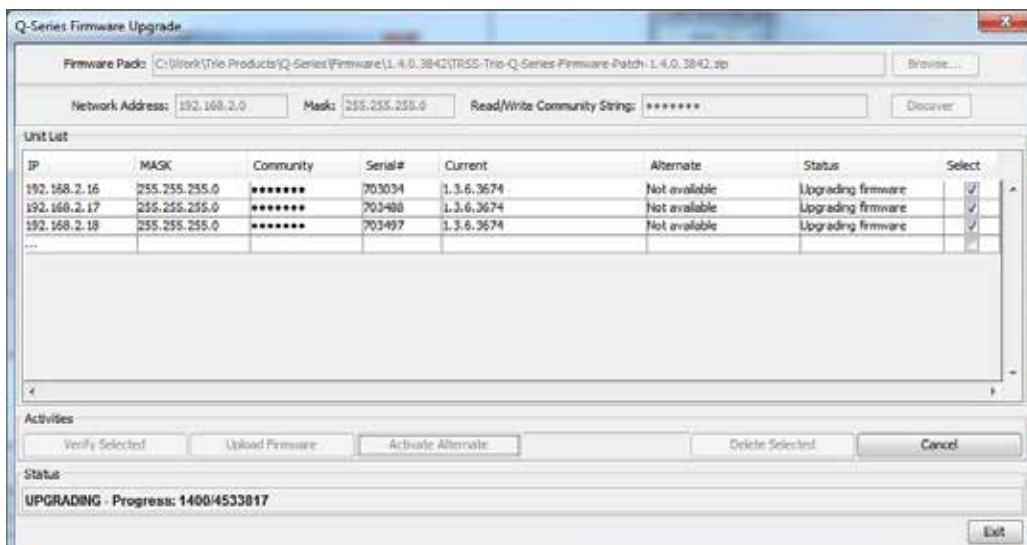 Q-Series Firmware Upgrade
Firmware Pack: C:\Work\Trio Products\Q-Series\Firmware\1.4.0.3842\TRSS-Trio-Q-Series-Firmware-Patch-1.4.0.3842.zip Browse...
Network Address: 192.168.2.0 Mask: 255.255.255.0 Read/Write Community String: ******* Discover
Unit List
IP MASK Community Serial# Current Alternate Status Select
192.168.2.16 255.255.255.0 ●●●●●●● 703034 1.3.6.3674 Not available Upgrading firmware
192.168.2.17 255.255.255.0 ●●●●●●● 703488 1.3.6.3674 Not available Upgrading firmware
192.168.2.18 255.255.255.0 ●●●●●●● 703497 1.3.6.3674 Not available Upgrading firmware
...
Activities
Verify Selected Upload Firmware Activate Alternate Delete Selected Cancel
Status
UPGRADING - Progress: 1400/4533817
Exit